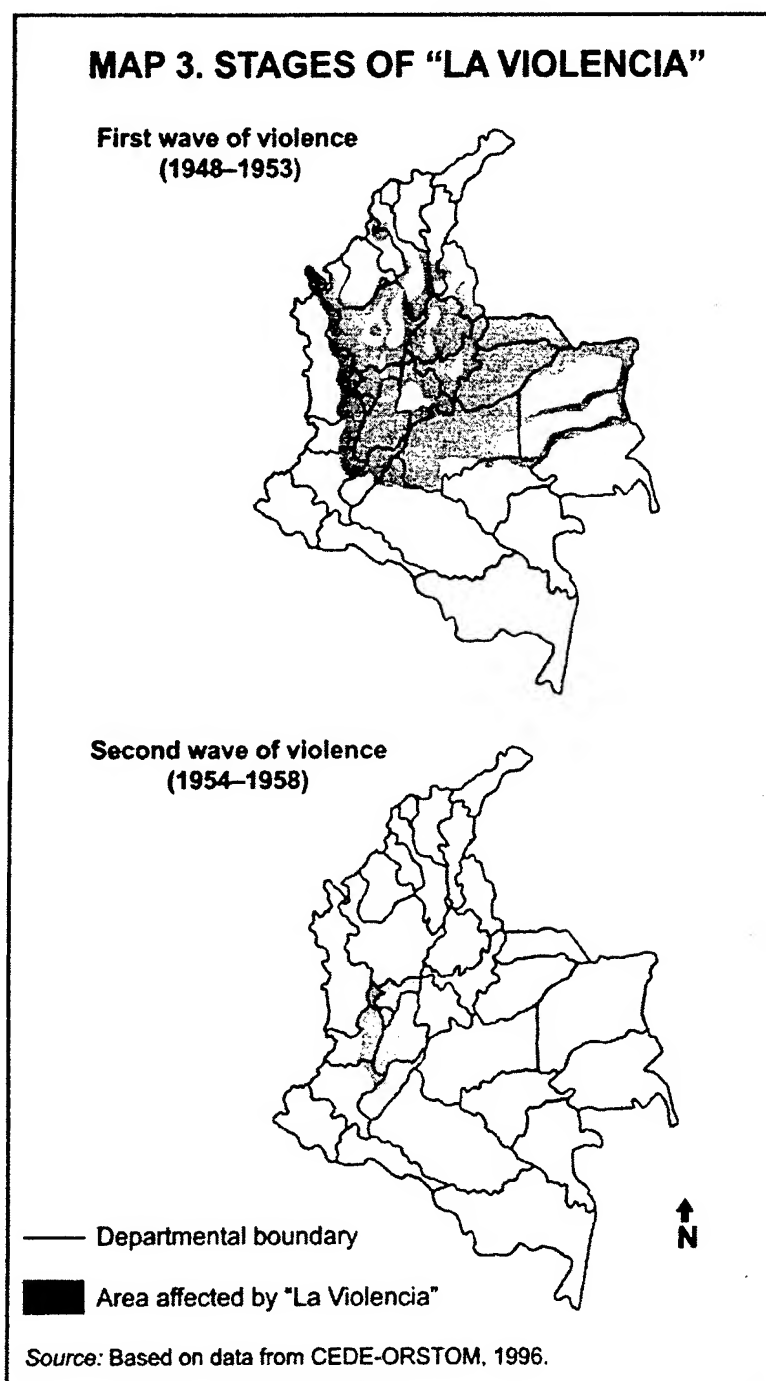 MAP 3. STAGES OF “LA VIOLENCIA”
First wave of violence
(1948–1953)
Second wave of violence
(1954–1958)
N
Departmental boundary
Area affected by “La Violencia”
Source: Based on data from CEDE-ORSTOM, 1996.